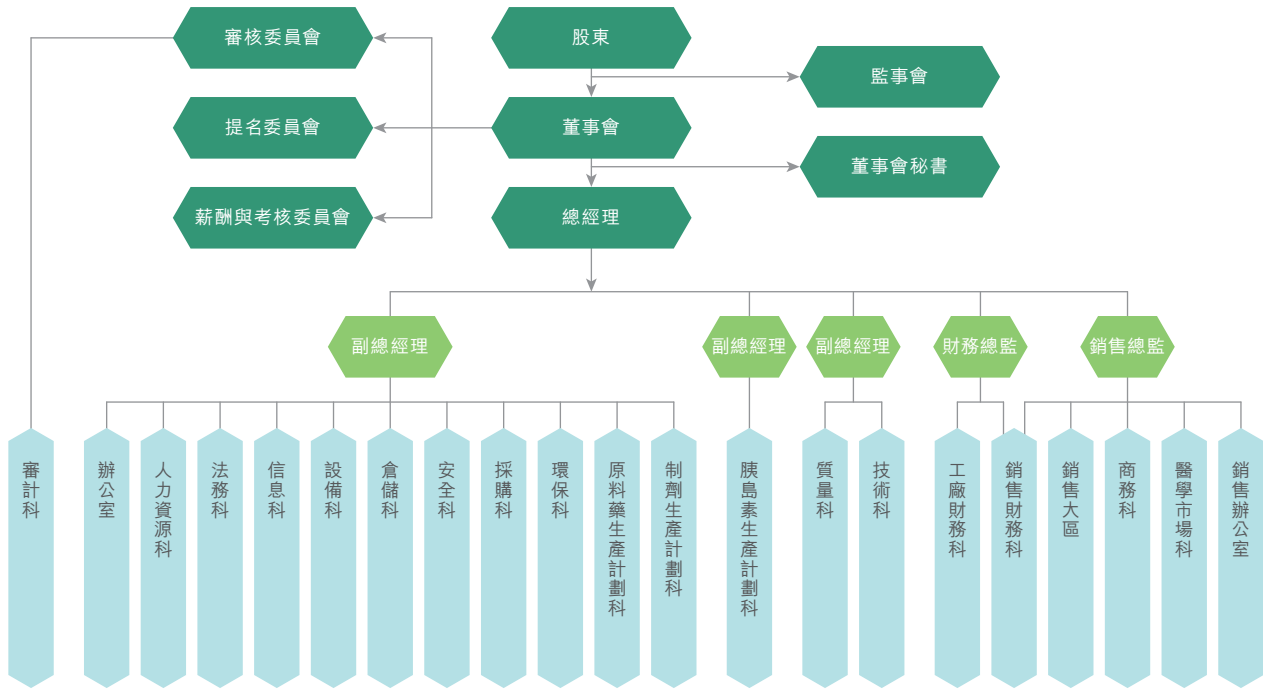 審核委員會
股東
監事會
提名委員會
董事會
董事會秘書
薪酬與考核委員會
總經理
副總經理
副總經理
副總經理
財務總監
銷售總監
審計科
辦公室
人力資源科
法務科
信息科
設備科
倉儲科
安全科
採購科
環保科
原料藥生產計劃科
制劑生產計劃科
胰島素生產計劃科
質量科
技術科
工廠財務科
銷售財務科
銷售大區
商務科
醫學市場科
銷售辦公室